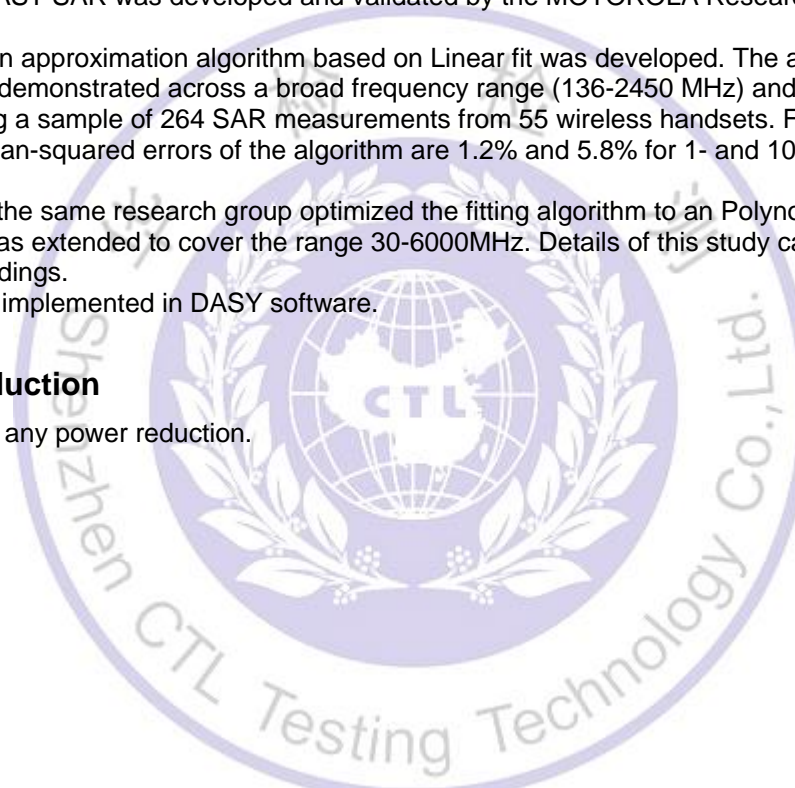 AST SAR was developed and validated by the MOTOROLA Resear
n approximation algorithm based on Linear fit was developed. The a
demonstrated across a broad frequency range (136-2450 MHz) and
g a sample of 264 SAR measurements from 55 wireless handsets. F
an-squared errors of the algorithm are 1.2% and 5.8% for 1- and 10
the same research group optimized the fitting algorithm to an Polyno
as extended to cover the range 30-6000MHz. Details of this study ca
dings.
implemented in DASY software.
uction
any power reduction.
检
测
CTL
Shenzhen CTL Testing Technology Co.,Ltd.